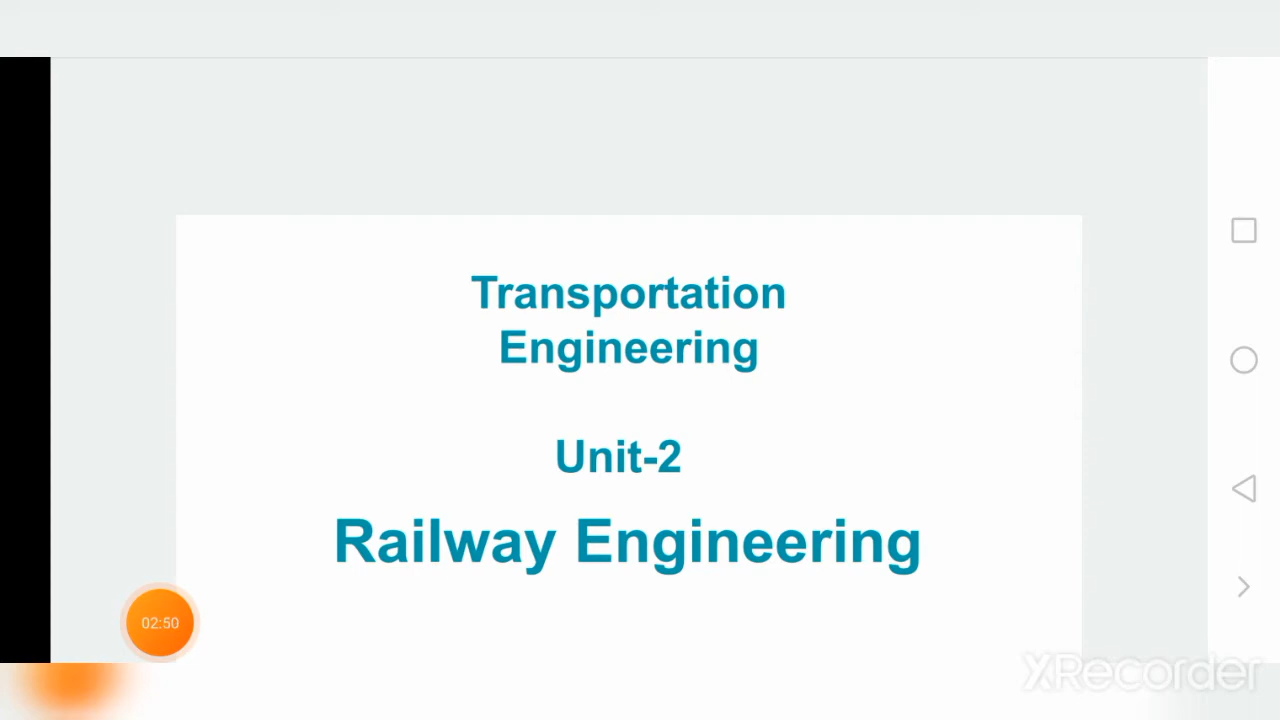 Transportation
Engineering
Unit-2
Railway Engineering
02:50
XRecorder